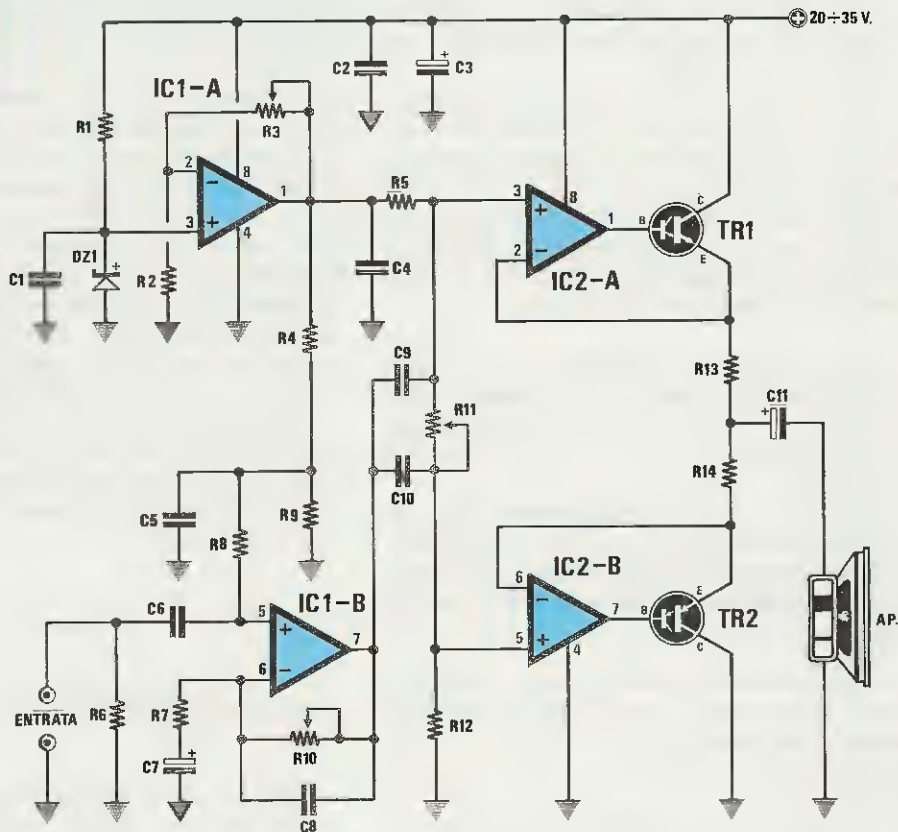 20÷35 V.
C2
C3
IC1-A
R3
R1
2
8
1
3
4
R5
3
8
1
2
B
C
E
TR1
IC2-A
C1
DZ1
R2
C4
R4
C9
R11
C10
R13
C11
R14
C5
R8
R9
C6
IC1-B
5
7
6
IC2-B
6
7
5
4
B
E
C
TR2
A.P.
ENTRATA
R6
R7
C7
R10
C8
R12